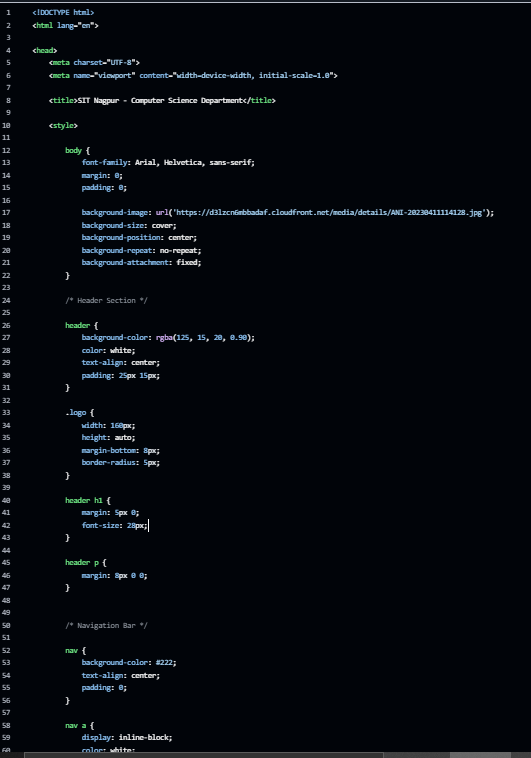 1 <!DOCTYPE html>
2 <html lang="en">
3
4 <head>
5 <meta charset="UTF-8">
6 <meta name="viewport" content="width=device-width, initial-scale=1.0">
7
8 <title>SIT Nagpur - Computer Science Department</title>
9
10 <style>
11
12 body {
13 font-family: Arial, Helvetica, sans-serif;
14 margin: 0;
15 padding: 0;
16
17 background-image: url('https://d3lzcn6mbbadaf.cloudfront.net/media/details/ANI-20230411114128.jpg');
18 background-size: cover;
19 background-position: center;
20 background-repeat: no-repeat;
21 background-attachment: fixed;
22 }
23
24 /* Header Section */
25
26 header {
27 background-color: rgba(125, 15, 20, 0.90);
28 color: white;
29 text-align: center;
30 padding: 25px 15px;
31 }
32
33 .logo {
34 width: 160px;
35 height: auto;
36 margin-bottom: 8px;
37 border-radius: 5px;
38 }
39
40 header h1 {
41 margin: 5px 0;
42 font-size: 28px;
43 }
44
45 header p {
46 margin: 8px 0 0;
47 }
48
49
50 /* Navigation Bar */
51
52 nav {
53 background-color: #222;
54 text-align: center;
55 padding: 0;
56 }
57
58 nav a {
59 display: inline-block;
60 color: white;